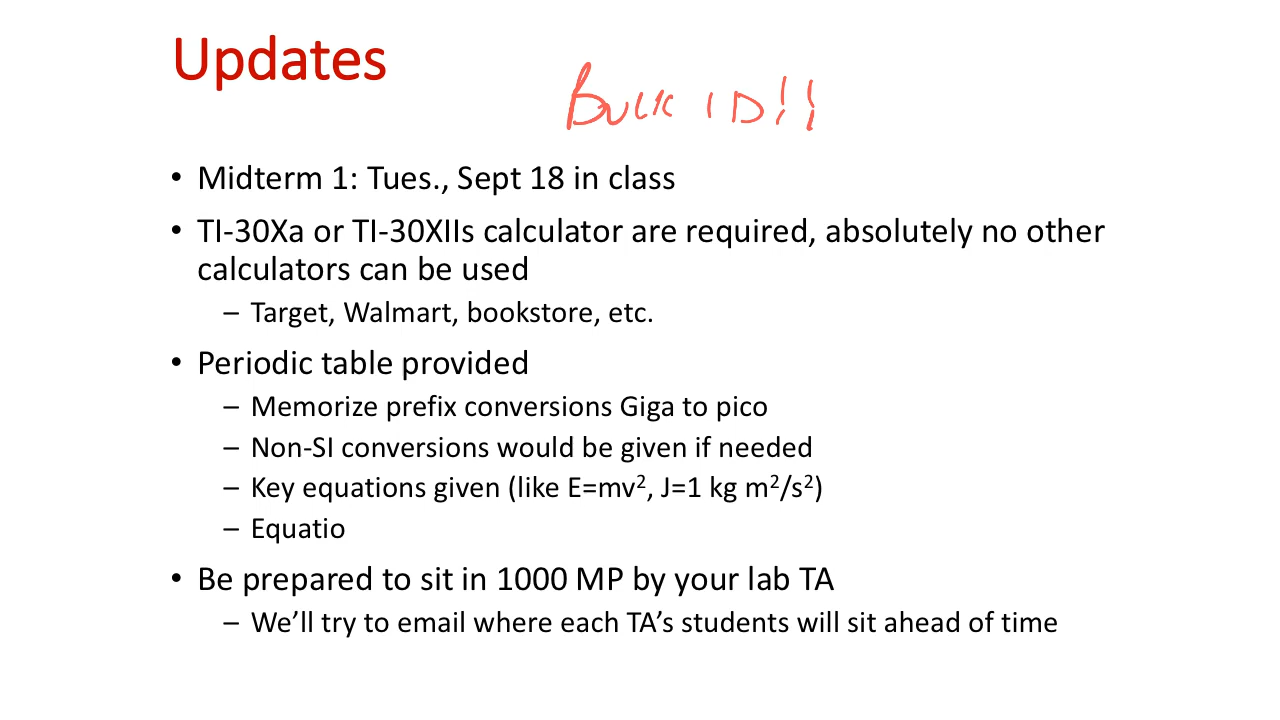 Updates
BUCK ID!!
• Midterm 1: Tues., Sept 18 in class
• TI-30Xa or TI-30XIIs calculator are required, absolutely no other
calculators can be used
– Target, Walmart, bookstore, etc.
• Periodic table provided
– Memorize prefix conversions Giga to pico
– Non-SI conversions would be given if needed
– Key equations given (like E=mv², J=1 kg m²/s²)
– Equatio
• Be prepared to sit in 1000 MP by your lab TA
– We’ll try to email where each TA’s students will sit ahead of time